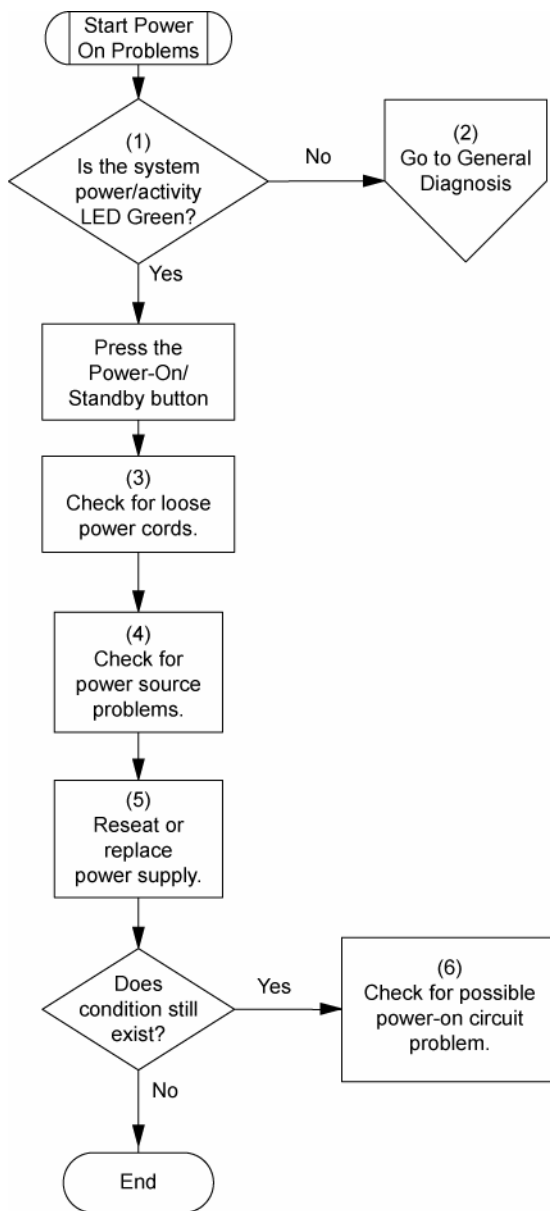 Start Power
On Problems
(1)
Is the system
power/activity
LED Green?
No
(2)
Go to General
Diagnosis
Yes
Press the
Power-On/
Standby button
(3)
Check for loose
power cords.
(4)
Check for
power source
problems.
(5)
Reseat or
replace
power supply.
Does
condition still
exist?
Yes
(6)
Check for possible
power-on circuit
problem.
No
End